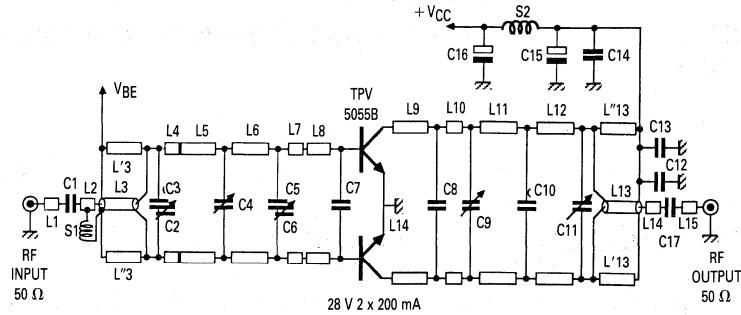 S2
+ VCC
C16
C15
C14
VBE
TPV
5055B
L4 L5 L6 L7 L8
L9 L10 L11 L12 L"13
L'3
C13
C12
C1 L2 L3
C3
C2
C4
C5
C6
C7
C8
C9
C10
C11
L13
L1
S1
L14
L14
C17
L15
L"3
L'13
RF
INPUT
50 Ω
RF
OUTPUT
50 Ω
28 V 2 x 200 mA